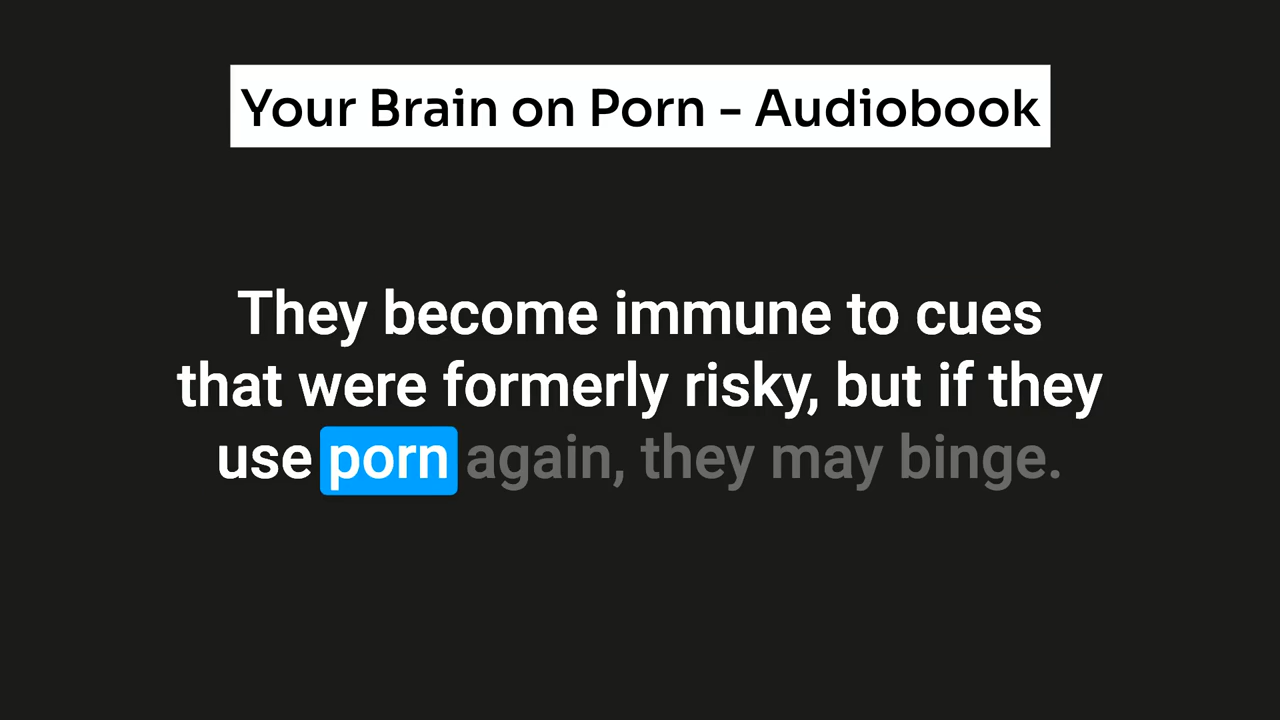 Your Brain on Porn - Audiobook
They become immune to cues
that were formerly risky, but if they
use porn again, they may binge.